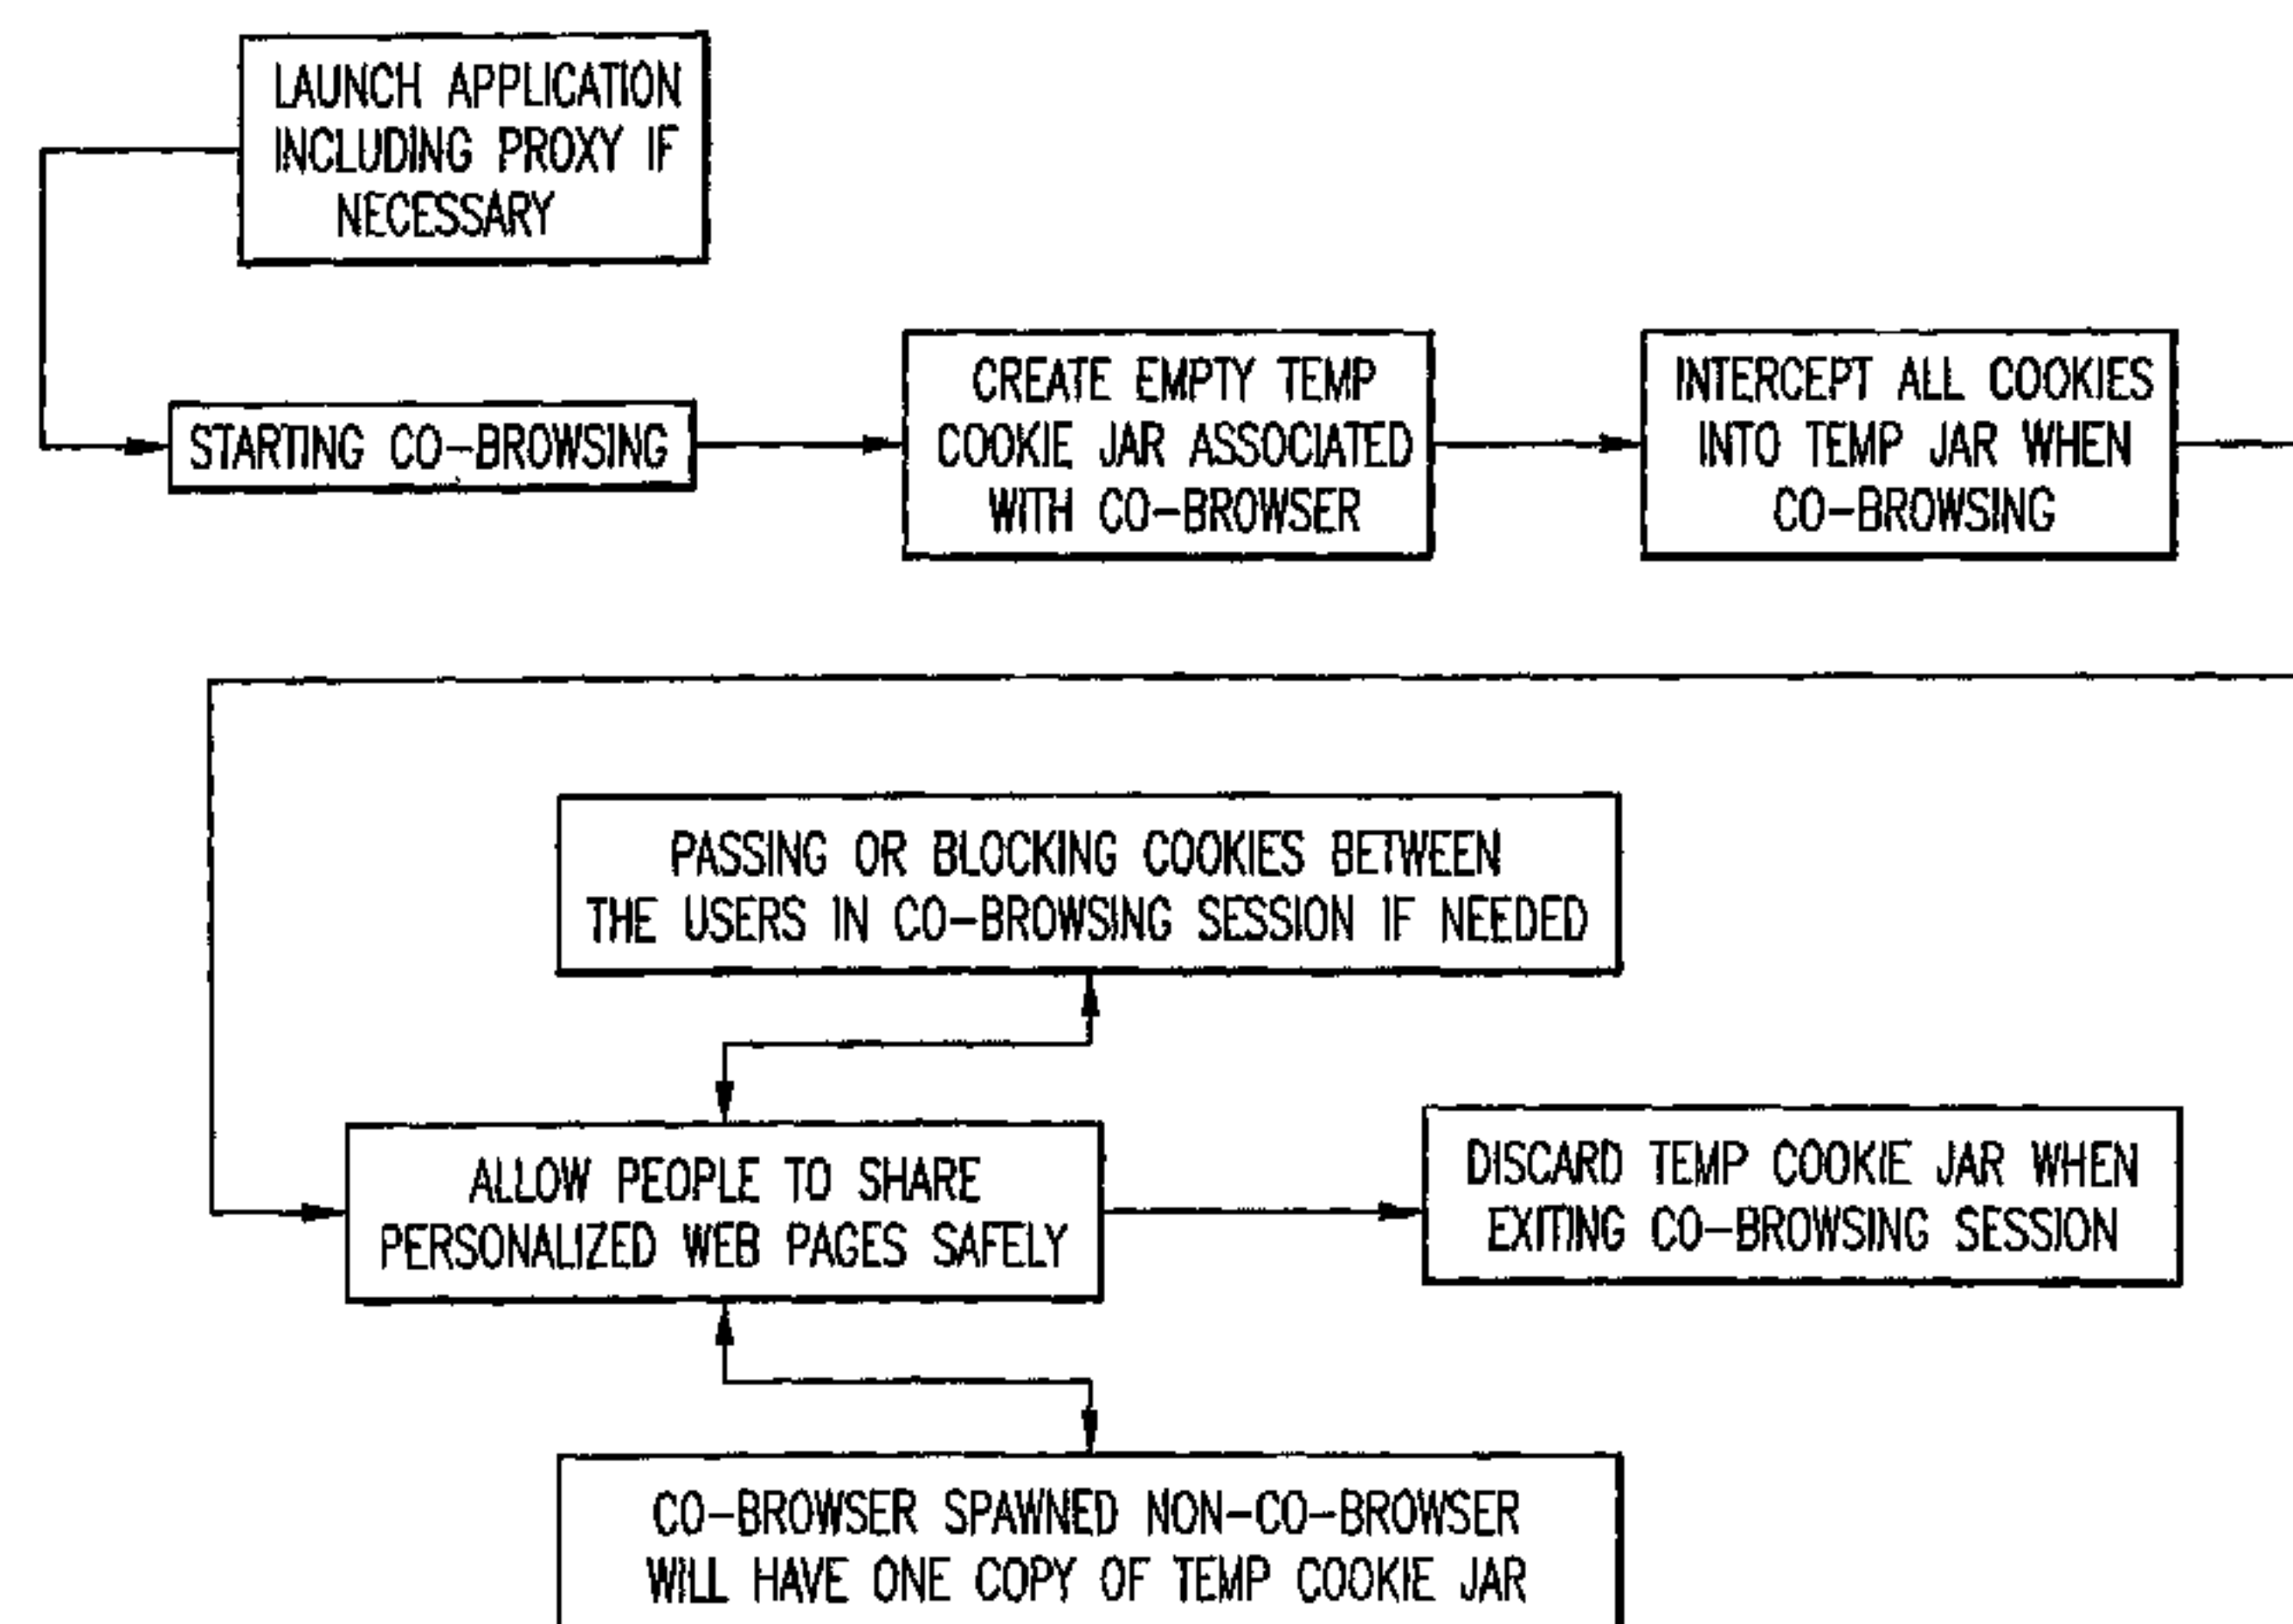 LAUNCH APPLICATION
INCLUDING PROXY IF
NECESSARY
STARTING CO-BROWSING
CREATE EMPTY TEMP
COOKIE JAR ASSOCIATED
WITH CO-BROWSER
INTERCEPT ALL COOKIES
INTO TEMP JAR WHEN
CO-BROWSING
PASSING OR BLOCKING COOKIES BETWEEN
THE USERS IN CO-BROWSING SESSION IF NEEDED
ALLOW PEOPLE TO SHARE
PERSONALIZED WEB PAGES SAFELY
DISCARD TEMP COOKIE JAR WHEN
EXITING CO-BROWSING SESSION
CO-BROWSER SPAWNED NON-CO-BROWSER
WILL HAVE ONE COPY OF TEMP COOKIE JAR